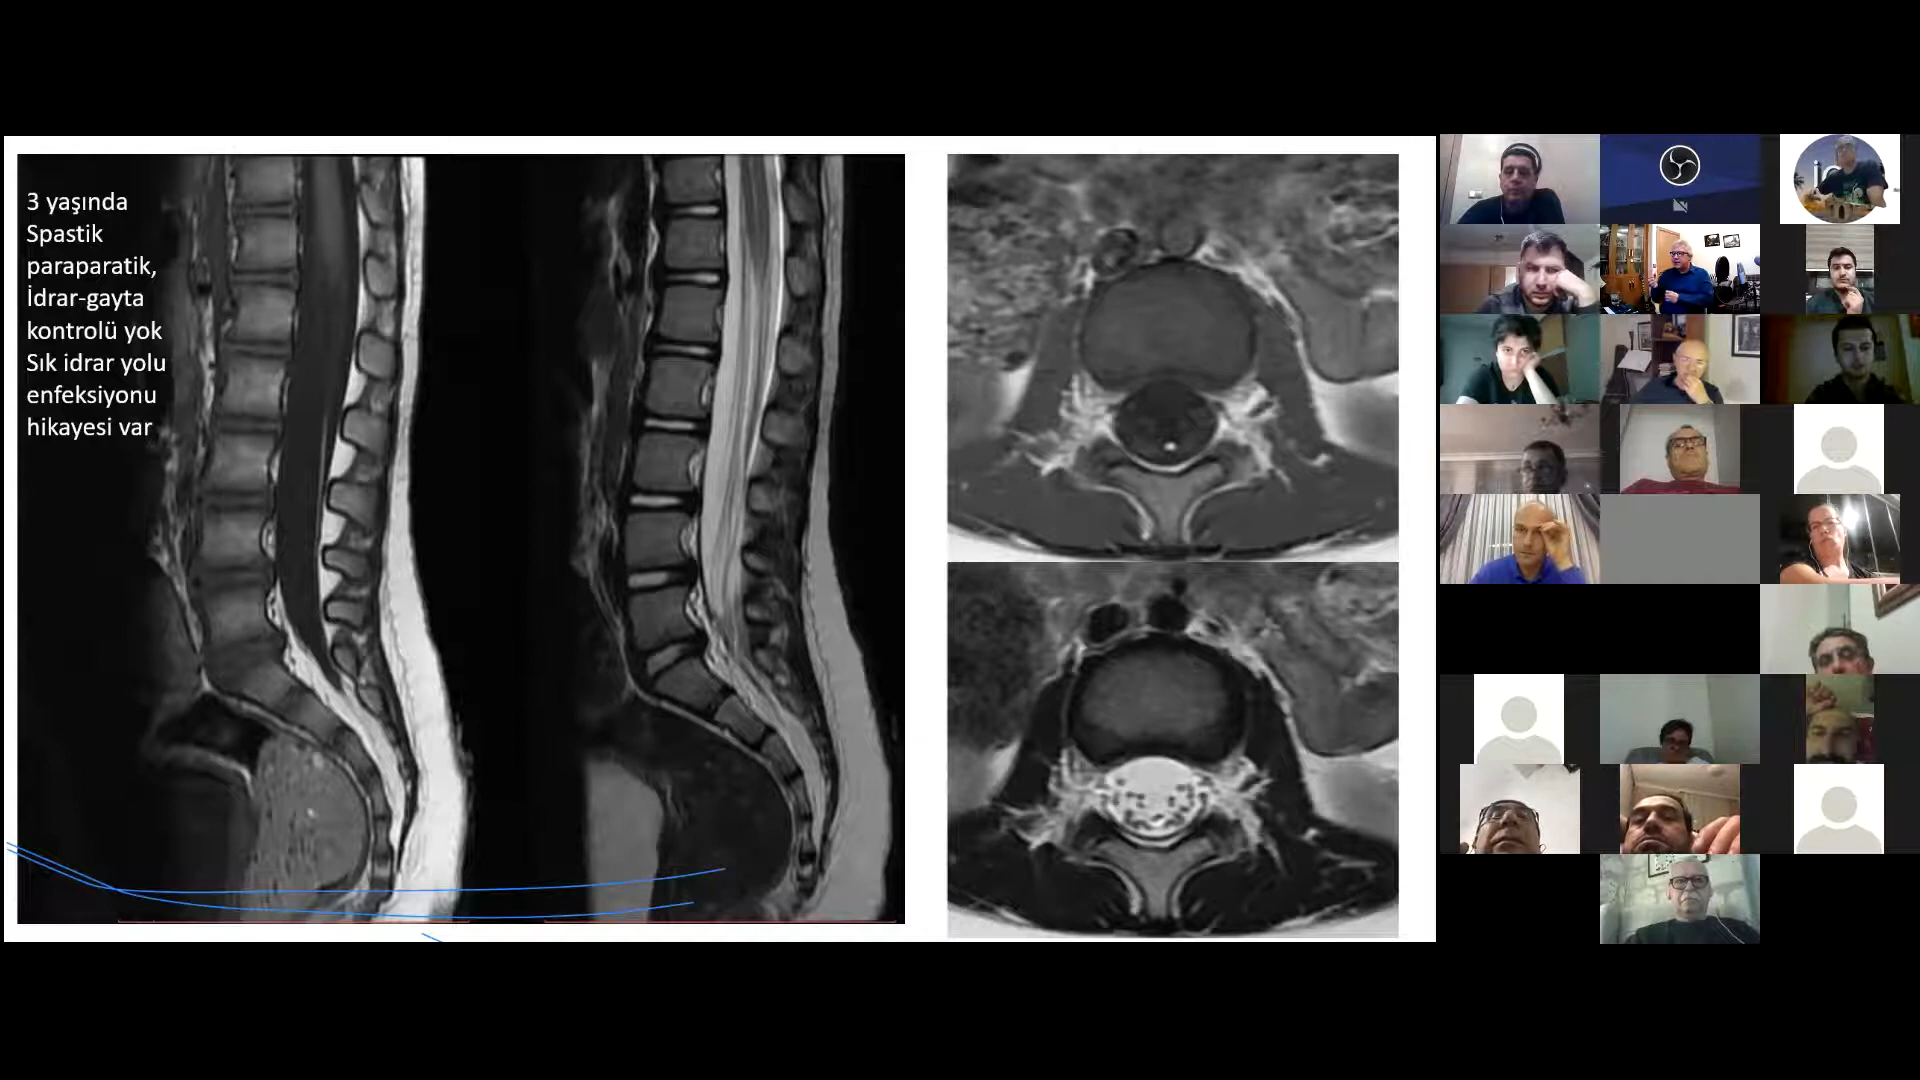 3 yaşında
Spastik
paraparatik,
İdrar-gayta
kontrolü yok
Sık idrar yolu
enfeksiyonu
hikayesi var